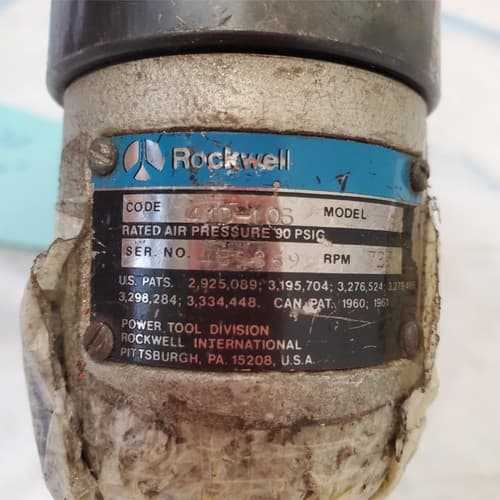 Rockwell
CODE MODEL
RATED AIR PRESSURE 90 PSIG
SER. NO. RPM
U.S. PATS. 2,925,089; 3,195,704; 3,276,524;
3,298,284; 3,334,448. CAN. PAT. 1960; 1961
POWER TOOL DIVISION
ROCKWELL INTERNATIONAL
PITTSBURGH, PA. 15208, U.S.A.